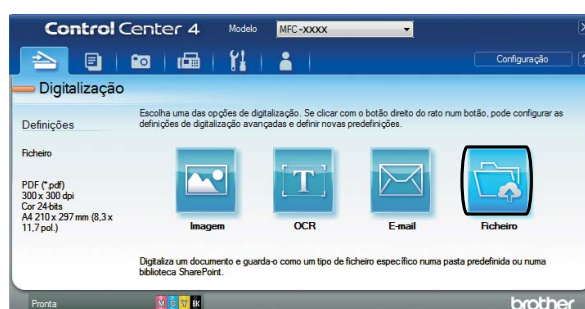 Control Center 4
Modelo
MFC-XXXX
Configuração
?
Digitalização
Definições
Ficheiro
PDF (*.pdf)
300 x 300 dpi
Cor 24-bits
A4 210 x 297 mm (8,3 x
11,7 pol.)
Escolha uma das opções de digitalização. Se clicar com o botão direito do rato num botão, pode configurar as
definições de digitalização avançadas e definir novas predefinições.
T
Imagem
OCR
E-mail
Ficheiro
Digitaliza um documento e guarda-o como um tipo de ficheiro específico numa pasta predefinida ou numa
biblioteca SharePoint.
Pronta
M C Y BK
brother